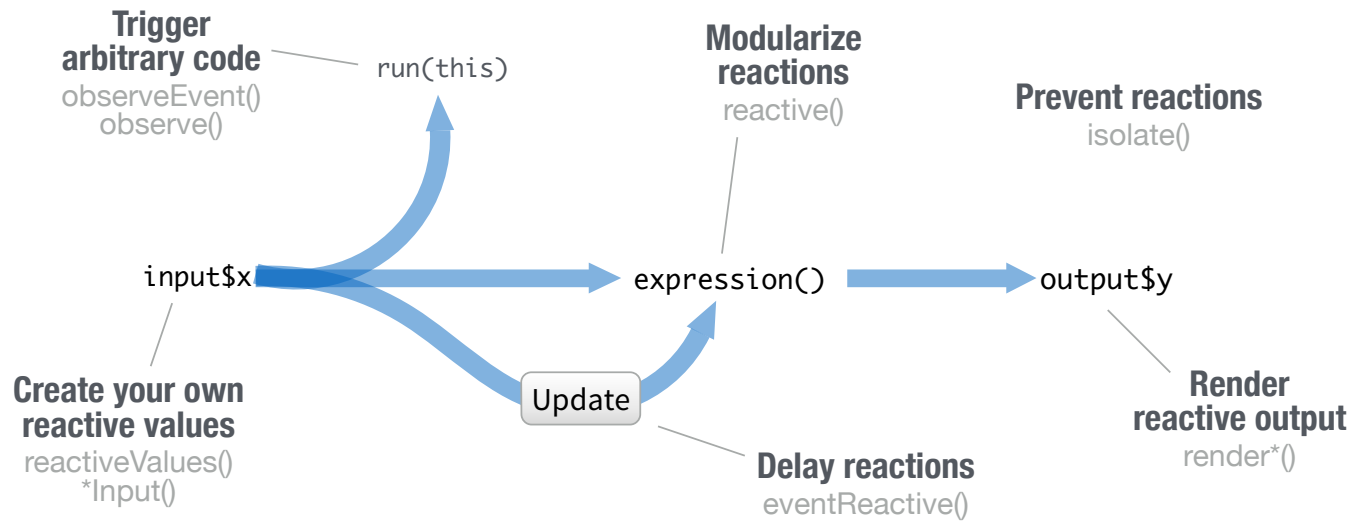 Trigger
arbitrary code
observeEvent()
observe()
run(this)
Modularize
reactions
reactive()
Prevent reactions
isolate()
input$x
expression()
output$y
Create your own
reactive values
reactiveValues()
*Input()
Update
Delay reactions
eventReactive()
Render
reactive output
render*()